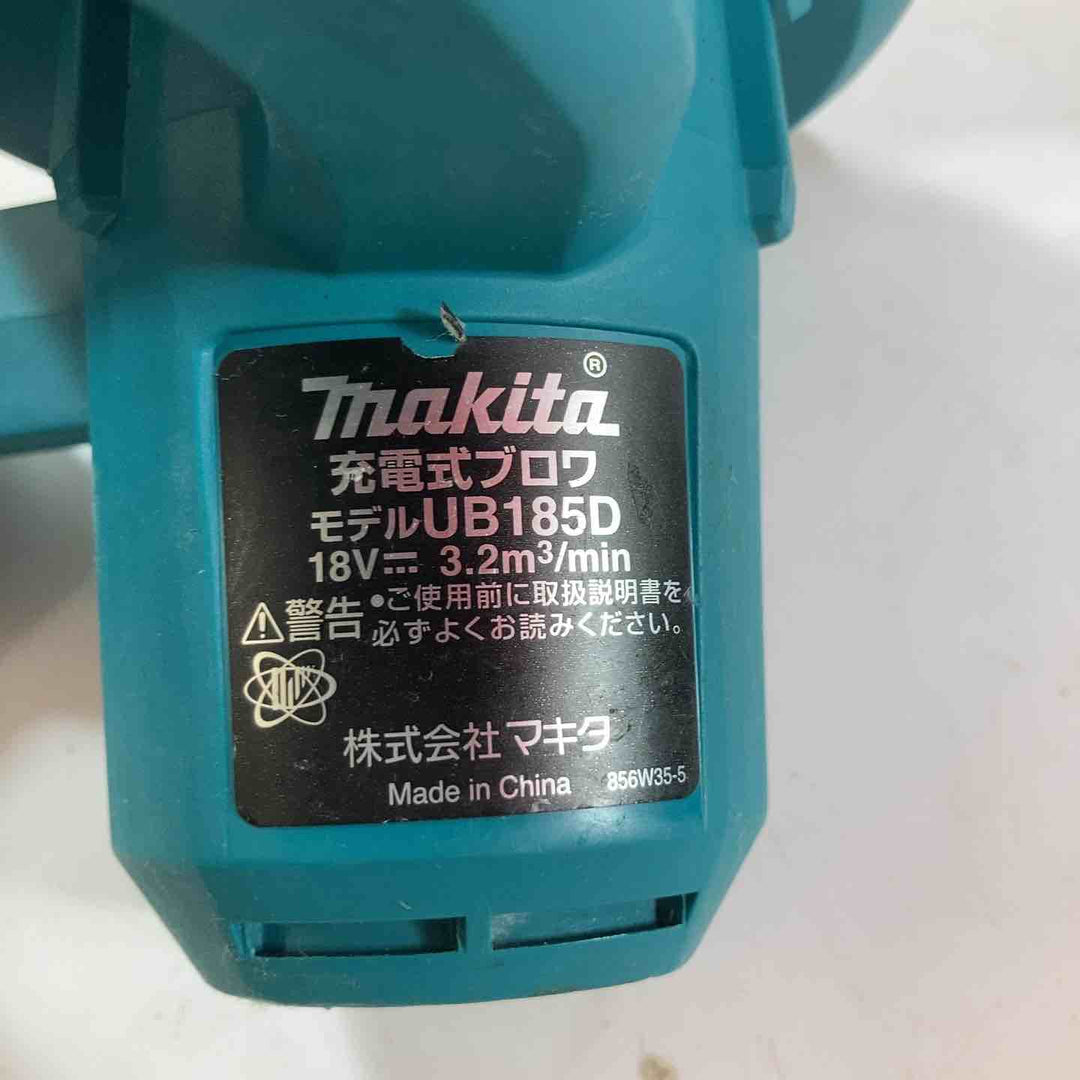 makita®
充電式ブロワ
モデルUB185D
18V⎓ 3.2m³/min
⚠警告 •ご使用前に取扱説明書を
必ずよくお読みください。
株式会社マキタ
Made in China 856W35-5